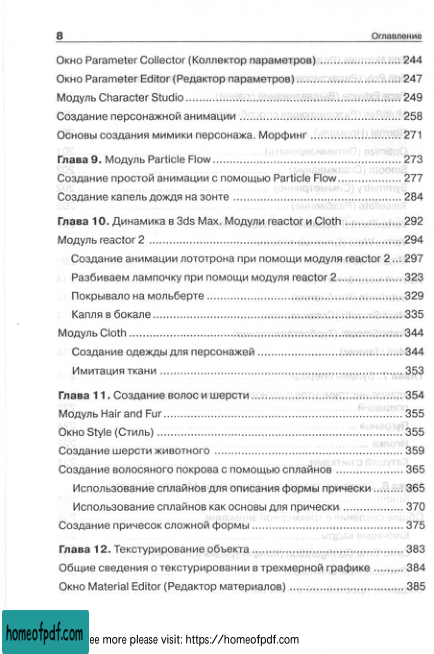 8 Оглавление
Окно Parameter Collector (Коллектор параметров) ..................... 244
Окно Parameter Editor (Редактор параметров) ..................... 247
Модуль Character Studio ..................... 249
Создание персонажной анимации ..................... 258
Основы создания мимики персонажа. Морфинг ..................... 271
Глава 9. Модуль Particle Flow ..................... 273
Создание простой анимации с помощью Particle Flow ..................... 277
Создание капель дождя на зонте ..................... 284
Глава 10. Динамика в 3ds Max. Модули reactor и Cloth ..................... 292
Модуль reactor 2 ..................... 294
Создание анимации лототрона при помощи модуля reactor 2 ... 297
Разбиваем лампочку при помощи модуля reactor 2 ..................... 323
Покрывало на мольберте ..................... 329
Капля в бокале ..................... 335
Модуль Cloth ..................... 344
Создание одежды для персонажей ..................... 344
Имитация ткани ..................... 353
Глава 11. Создание волос и шерсти ..................... 354
Модуль Hair and Fur ..................... 355
Окно Style (Стиль) ..................... 355
Создание шерсти животного ..................... 359
Создание волосяного покрова с помощью сплайнов ..................... 365
Использование сплайнов для описания формы прически ..................... 365
Использование сплайнов как основы для прически ..................... 370
Создание причесок сложной формы ..................... 375
Глава 12. Текстурирование объекта ..................... 383
Общие сведения о текстурировании в трехмерной графике ..................... 384
Окно Material Editor (Редактор материалов) ..................... 385
homeofpdf.com ee more please visit: https://homeofpdf.com